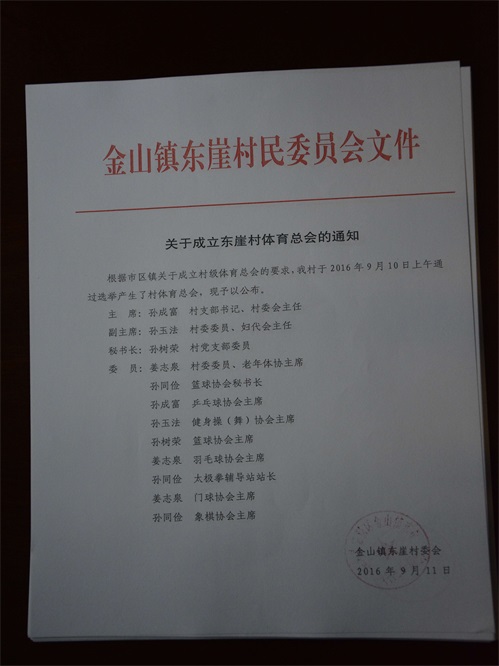 金山镇东崖村民委员会文件
关于成立东崖村体育总会的通知
根据市区镇关于成立村级体育总会的要求,我村于2016年9月10日上午通
过选举产生了村体育总会,现予以公布。
主 席:孙成富 村支部书记、村委会主任
副主席:孙玉法 村委委员、妇代会主任
秘书长:孙树荣 村党支部委员
委 员:姜志泉 村委委员、老年体协主席
孙同俭 篮球协会秘书长
孙成富 乒乓球协会主席
孙玉法 健身操(舞)协会主席
孙树荣 篮球协会主席
姜志泉 羽毛球协会主席
孙同俭 太极拳辅导站站长
姜志泉 门球协会主席
孙同俭 象棋协会主席
金山镇东崖村委会
2016年9月11日